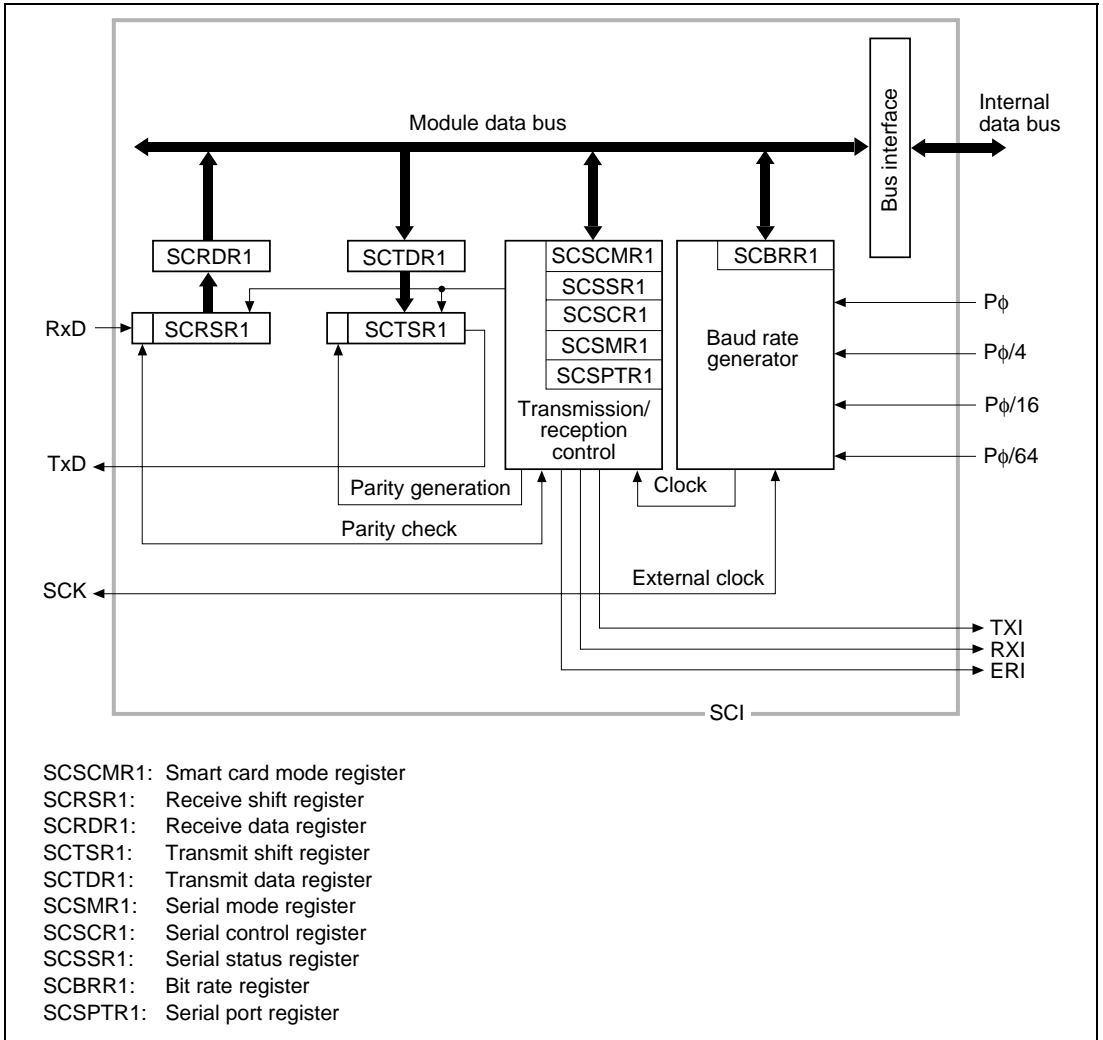 Module data bus
Bus interface
Internal
data bus
SCRDR1
SCTDR1
SCSCMR1
SCSSR1
SCSCR1
SCSMR1
SCSPTR1
Transmission/
reception
control
SCBRR1
Baud rate
generator
RxD
SCRSR1
SCTSR1
Pφ
Pφ/4
Pφ/16
Pφ/64
TxD
Parity generation
Clock
Parity check
SCK
External clock
TXI
RXI
ERI
SCI
SCSCMR1: Smart card mode register
SCRSR1: Receive shift register
SCRDR1: Receive data register
SCTSR1: Transmit shift register
SCTDR1: Transmit data register
SCSMR1: Serial mode register
SCSCR1: Serial control register
SCSSR1: Serial status register
SCBRR1: Bit rate register
SCSPTR1: Serial port register